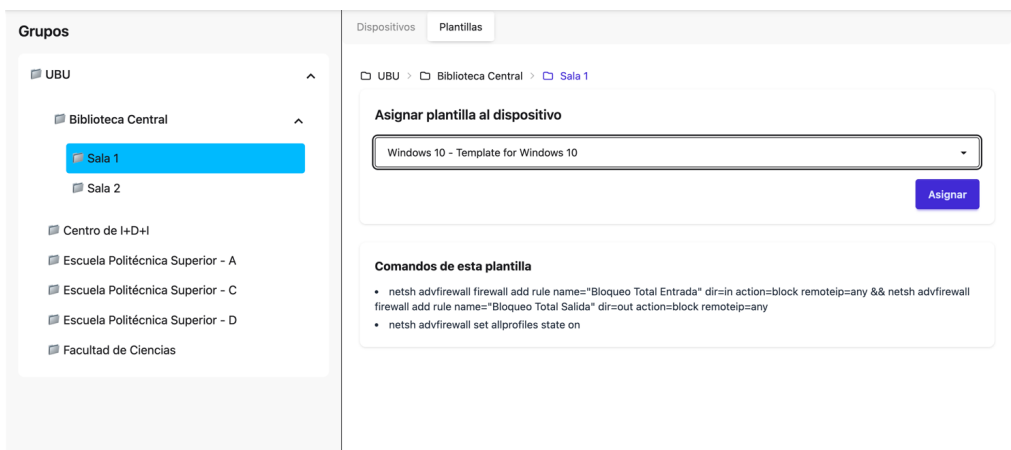 Grupos
UBU
Biblioteca Central
Sala 1
Sala 2
Centro de I+D+I
Escuela Politécnica Superior - A
Escuela Politécnica Superior - C
Escuela Politécnica Superior - D
Facultad de Ciencias
Dispositivos Plantillas
UBU > Biblioteca Central > Sala 1
Asignar plantilla al dispositivo
Windows 10 - Template for Windows 10
Asignar
Comandos de esta plantilla
• netsh advfirewall firewall add rule name="Bloqueo Total Entrada" dir=in action=block remoteip=any && netsh advfirewall
firewall add rule name="Bloqueo Total Salida" dir=out action=block remoteip=any
• netsh advfirewall set allprofiles state on